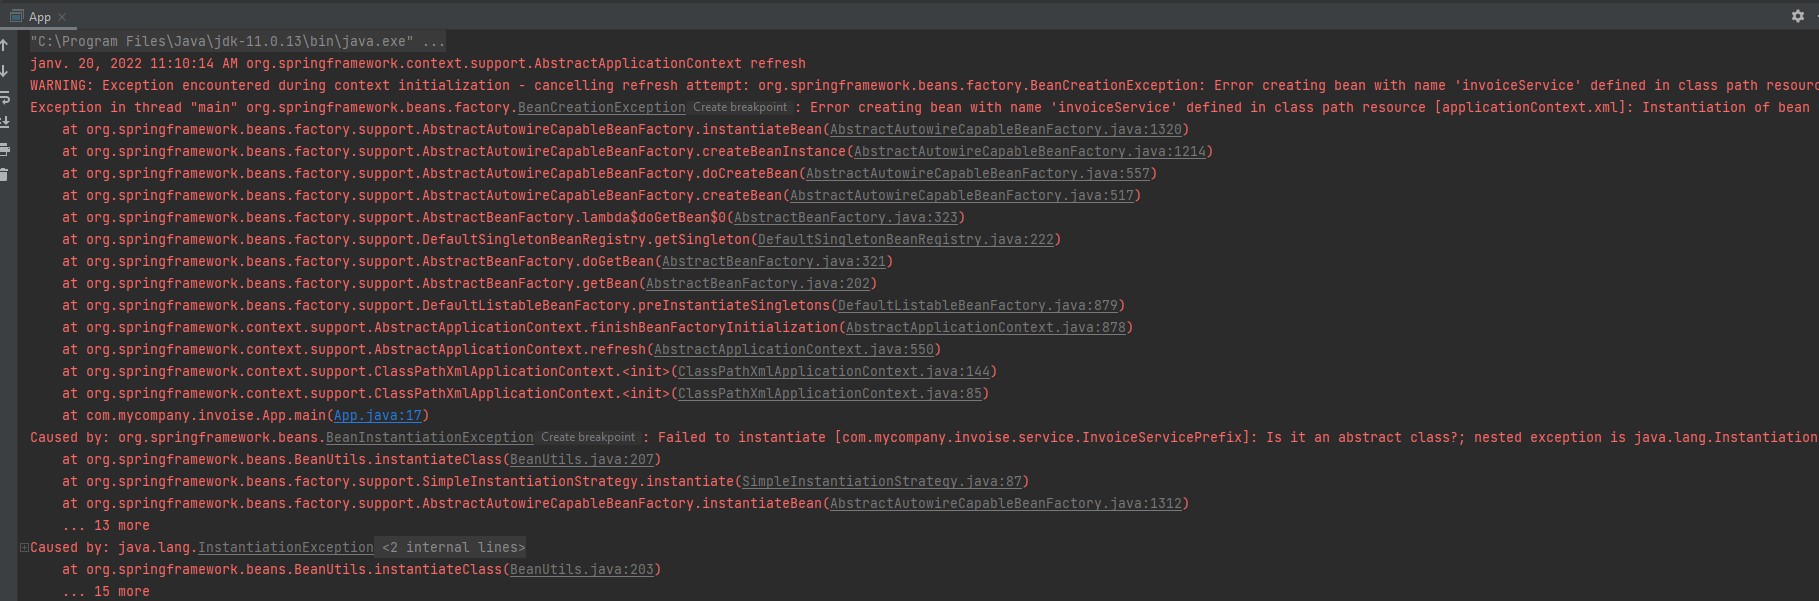 App
"C:\Program Files\Java\jdk-11.0.13\bin\java.exe" ...
janv. 20, 2022 11:10:14 AM org.springframework.context.support.AbstractApplicationContext refresh
WARNING: Exception encountered during context initialization - cancelling refresh attempt: org.springframework.beans.factory.BeanCreationException: Error creating bean with name 'invoiceService' defined in class path resourc
Exception in thread "main" org.springframework.beans.factory.BeanCreationException Create breakpoint : Error creating bean with name 'invoiceService' defined in class path resource [applicationContext.xml]: Instantiation of bean
at org.springframework.beans.factory.support.AbstractAutowireCapableBeanFactory.instantiateBean(AbstractAutowireCapableBeanFactory.java:1320)
at org.springframework.beans.factory.support.AbstractAutowireCapableBeanFactory.createBeanInstance(AbstractAutowireCapableBeanFactory.java:1214)
at org.springframework.beans.factory.support.AbstractAutowireCapableBeanFactory.doCreateBean(AbstractAutowireCapableBeanFactory.java:557)
at org.springframework.beans.factory.support.AbstractAutowireCapableBeanFactory.createBean(AbstractAutowireCapableBeanFactory.java:517)
at org.springframework.beans.factory.support.AbstractBeanFactory.lambda$doGetBean$0(AbstractBeanFactory.java:323)
at org.springframework.beans.factory.support.DefaultSingletonBeanRegistry.getSingleton(DefaultSingletonBeanRegistry.java:222)
at org.springframework.beans.factory.support.AbstractBeanFactory.doGetBean(AbstractBeanFactory.java:321)
at org.springframework.beans.factory.support.AbstractBeanFactory.getBean(AbstractBeanFactory.java:202)
at org.springframework.beans.factory.support.DefaultListableBeanFactory.preInstantiateSingletons(DefaultListableBeanFactory.java:879)
at org.springframework.context.support.AbstractApplicationContext.finishBeanFactoryInitialization(AbstractApplicationContext.java:878)
at org.springframework.context.support.AbstractApplicationContext.refresh(AbstractApplicationContext.java:550)
at org.springframework.context.support.ClassPathXmlApplicationContext.<init>(ClassPathXmlApplicationContext.java:144)
at org.springframework.context.support.ClassPathXmlApplicationContext.<init>(ClassPathXmlApplicationContext.java:85)
at com.mycompany.invoise.App.main(App.java:17)
Caused by: org.springframework.beans.BeanInstantiationException Create breakpoint : Failed to instantiate [com.mycompany.invoise.service.InvoiceServicePrefix]: Is it an abstract class?; nested exception is java.lang.Instantiation
at org.springframework.beans.BeanUtils.instantiateClass(BeanUtils.java:207)
at org.springframework.beans.factory.support.SimpleInstantiationStrategy.instantiate(SimpleInstantiationStrategy.java:87)
at org.springframework.beans.factory.support.AbstractAutowireCapableBeanFactory.instantiateBean(AbstractAutowireCapableBeanFactory.java:1312)
... 13 more
Caused by: java.lang.InstantiationException <2 internal lines>
at org.springframework.beans.BeanUtils.instantiateClass(BeanUtils.java:203)
... 15 more